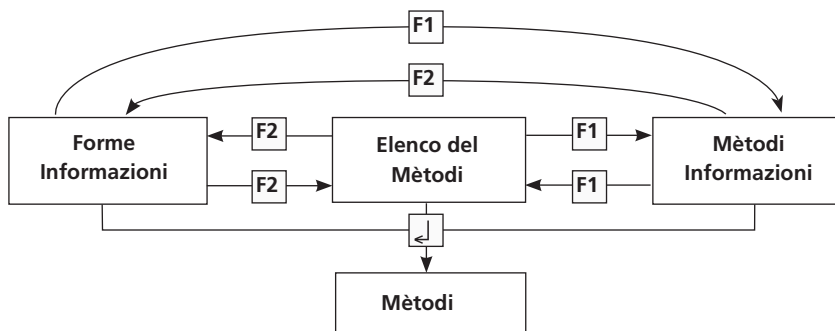 F1
F2
Forme
Informazioni
F2
F2
Elenco del
Mètodi
F1
F1
Mètodi
Informazioni
Mètodi